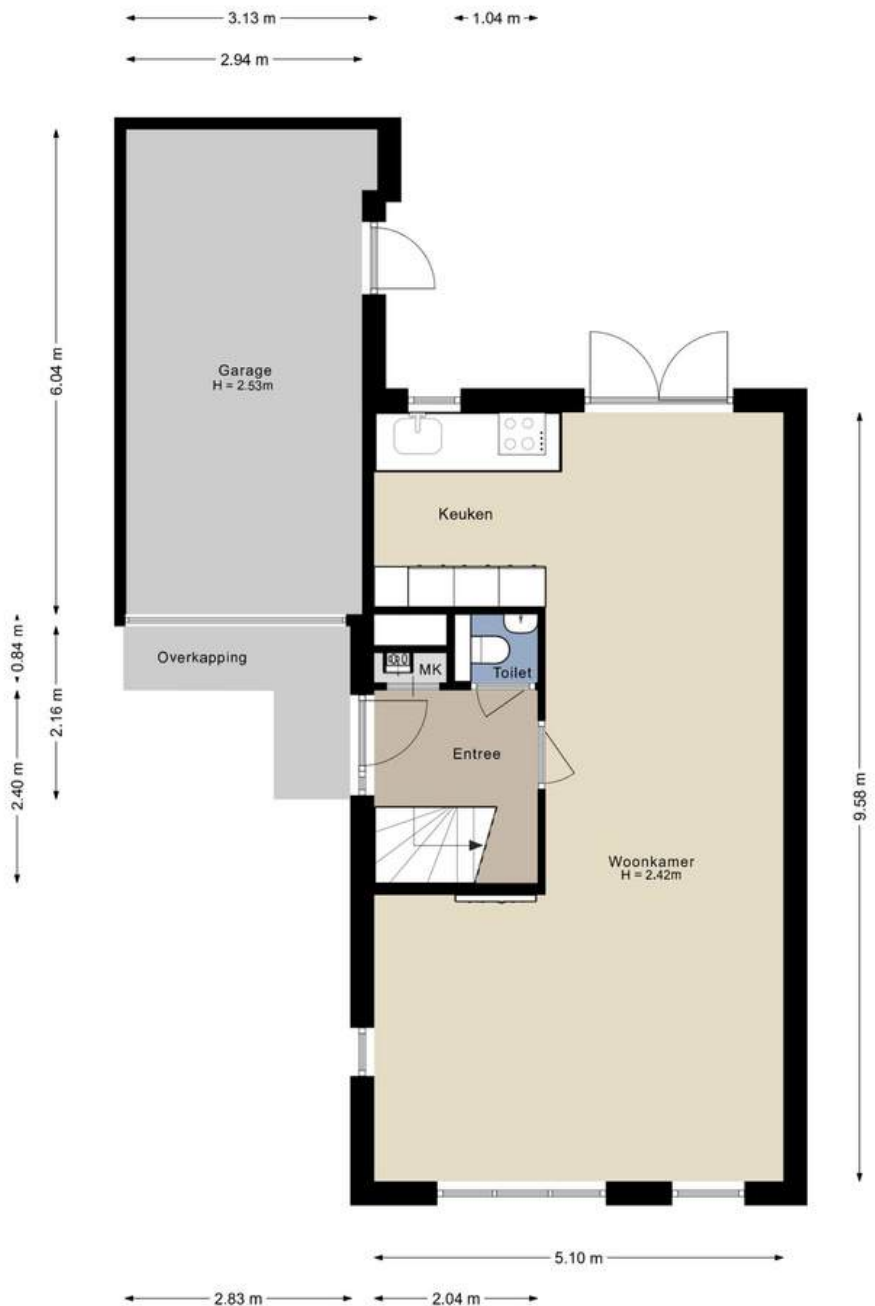 3.13 m
1.04 m
2.94 m
6.04 m
Garage
H = 2.53m
Keuken
0.84 m
Overkapping
2.16 m
MK
Toilet
2.40 m
Entree
9.58 m
Woonkamer
H = 2.42m
5.10 m
2.83 m
2.04 m